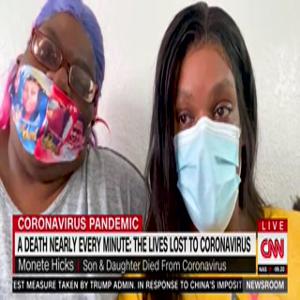 CORONAVIRUS PANDEMIC
A DEATH NEARLY EVERY MINUTE: THE LIVES LOST TO CORONAVIRUS
Monete Hicks | Son & Daughter Died From Coronavirus
LIVE
CNN
EST MEASURE TAKEN BY TRUMP ADMIN. IN RESPONSE TO CHINA'S IMPOSIT
NEWSROOM